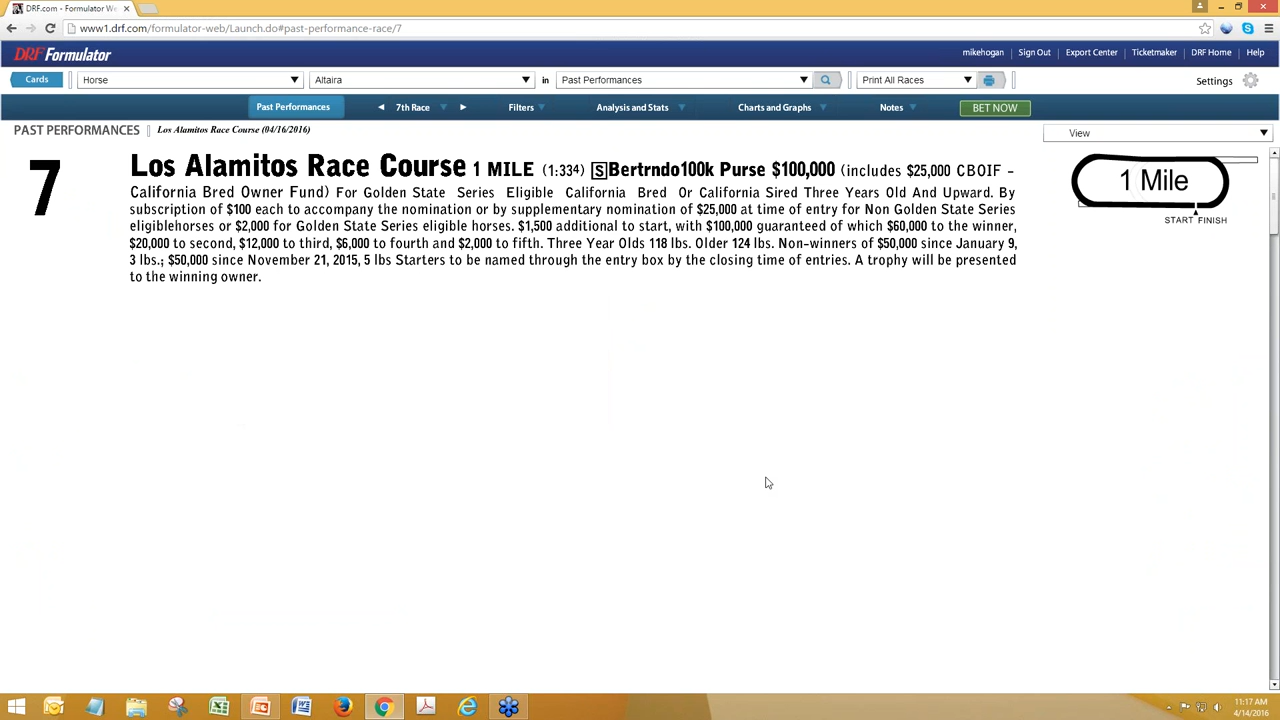 DRF.com - Formulator We
www1.drf.com/formulator-web/Launch.do#past-performance-race/7
DRF Formulator
mikehogan
Sign Out
Export Center
Ticketmaker
DRF Home
Help
Cards
Horse
Altaira
in
Past Performances
Print All Races
Settings
Past Performances
7th Race
Filters
Analysis and Stats
Charts and Graphs
Notes
BET NOW
PAST PERFORMANCES
Los Alamitos Race Course (04/16/2016)
View
7
Los Alamitos Race Course 1 MILE (1:334) S Bertrndo100k Purse $100,000 (includes $25,000 CBOIF -
California Bred Owner Fund) For Golden State Series Eligible California Bred Or California Sired Three Years Old And Upward. By
subscription of $100 each to accompany the nomination or by supplementary nomination of $25,000 at time of entry for Non Golden State Series
eligiblehorses or $2,000 for Golden State Series eligible horses. $1,500 additional to start, with $100,000 guaranteed of which $60,000 to the winner,
$20,000 to second, $12,000 to third, $6,000 to fourth and $2,000 to fifth. Three Year Olds 118 lbs. Older 124 lbs. Non-winners of $50,000 since January 9,
3 lbs.; $50,000 since November 21, 2015, 5 lbs Starters to be named through the entry box by the closing time of entries. A trophy will be presented
to the winning owner.
1 Mile
START FINISH
11:17 AM
4/14/2016